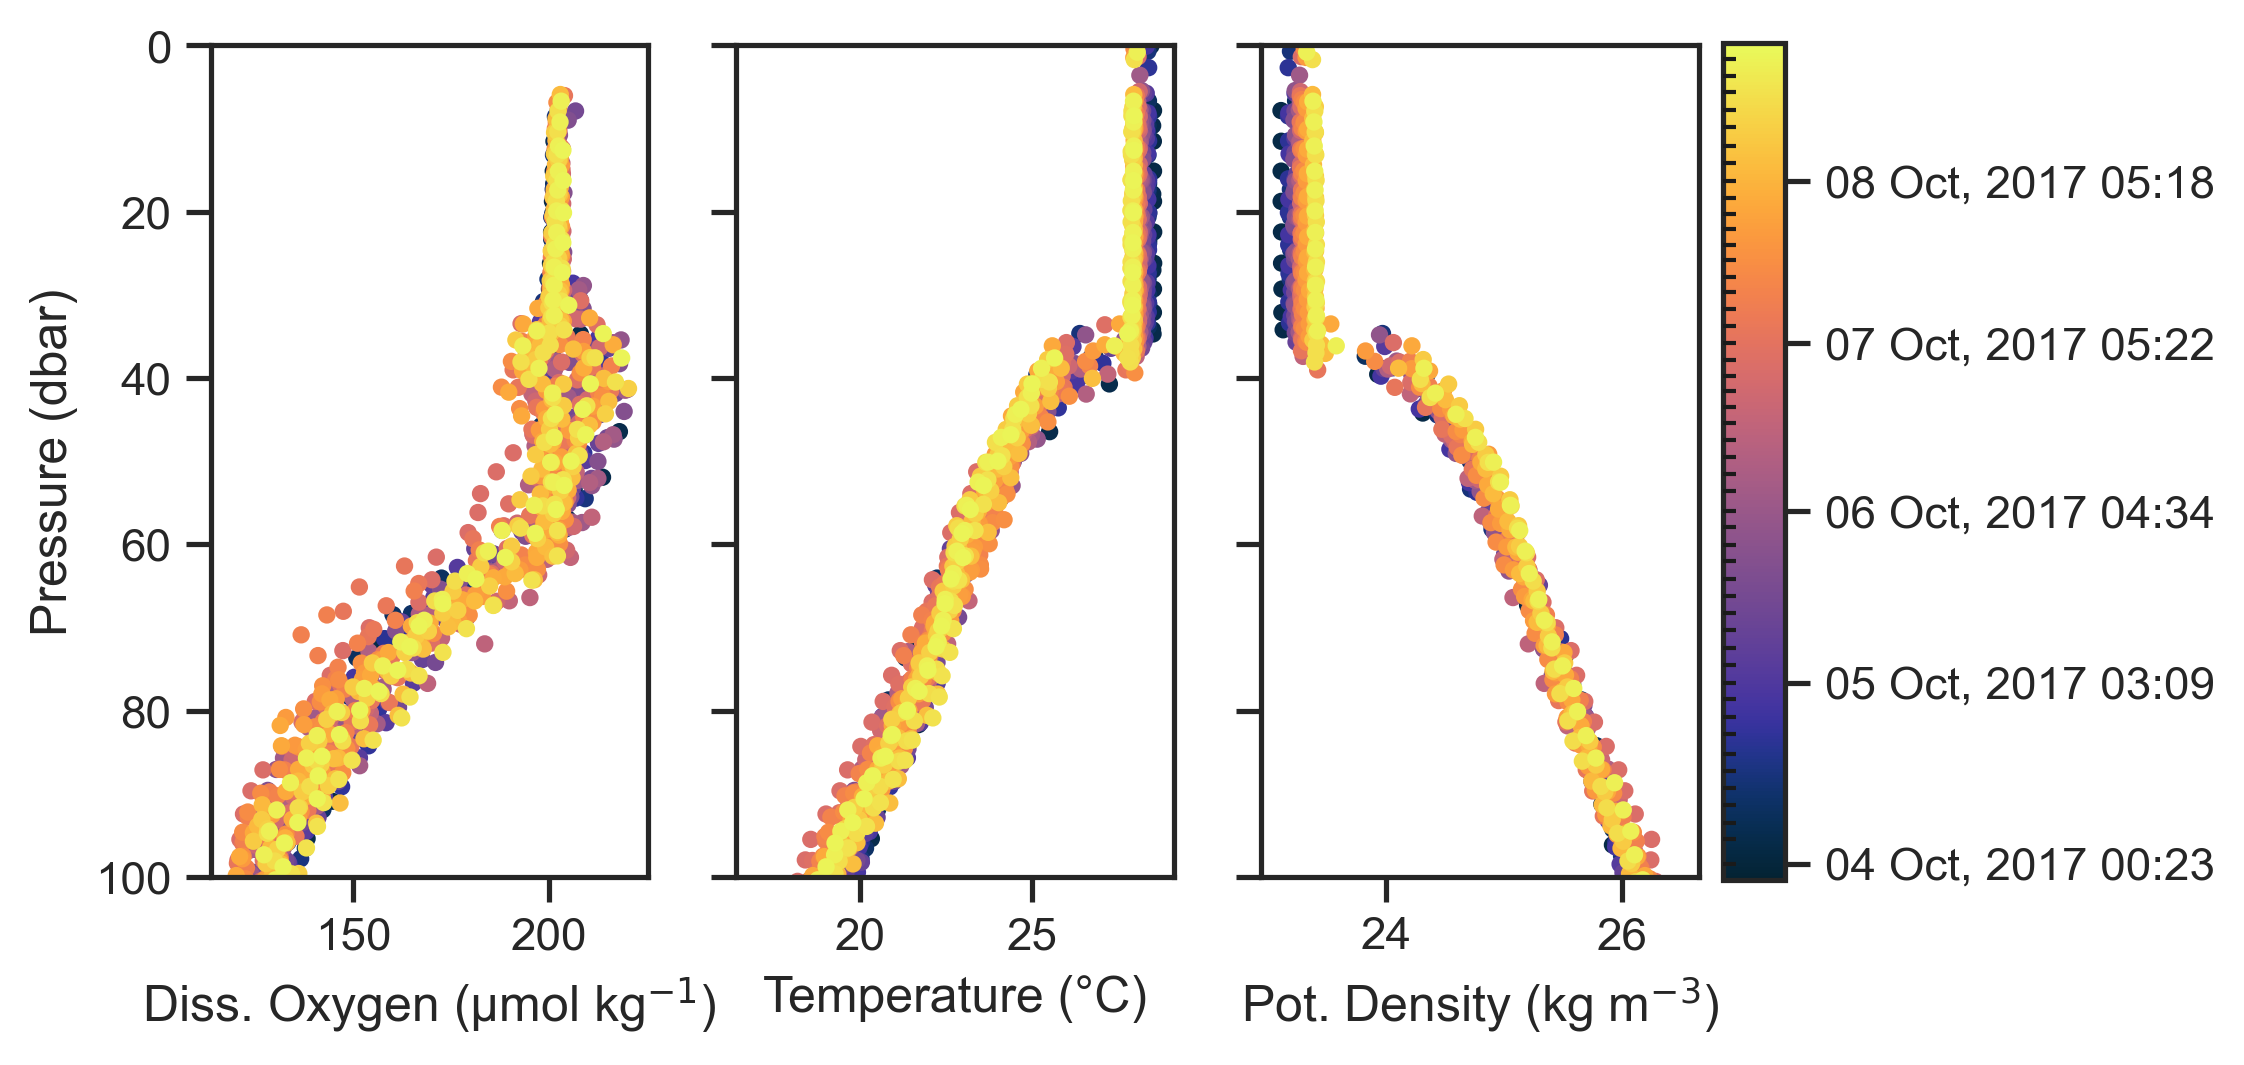 Pressure (dbar)
0
20
40
60
80
100
150 200
20 25
24 26
Diss. Oxygen (µmol kg⁻¹)
Temperature (°C)
Pot. Density (kg m⁻³)
08 Oct, 2017 05:18
07 Oct, 2017 05:22
06 Oct, 2017 04:34
05 Oct, 2017 03:09
04 Oct, 2017 00:23